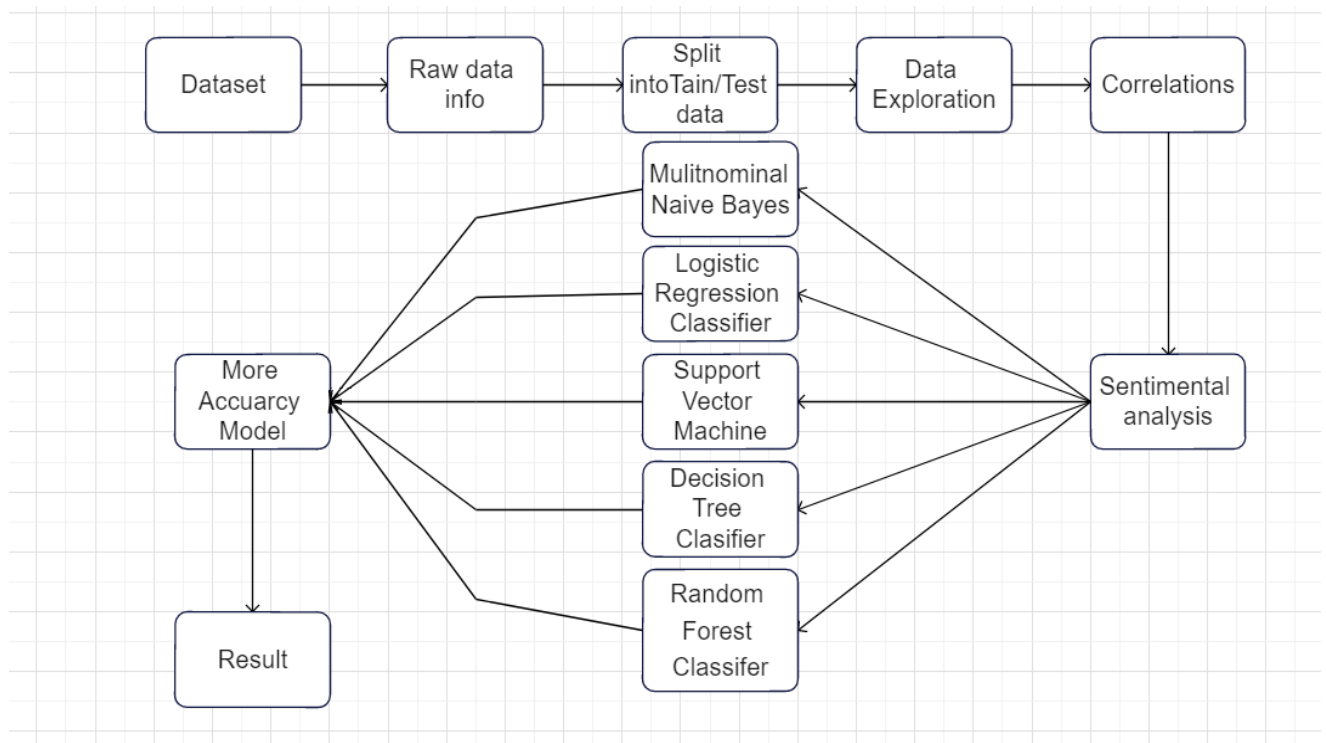 Dataset
Raw data
info
Split
intoTain/Test
data
Data
Exploration
Correlations
Mulitnominal
Naive Bayes
Logistic
Regression
Classifier
Support
Vector
Machine
Decision
Tree
Clasifier
Random
Forest
Classifer
Sentimental
analysis
More
Accuarcy
Model
Result